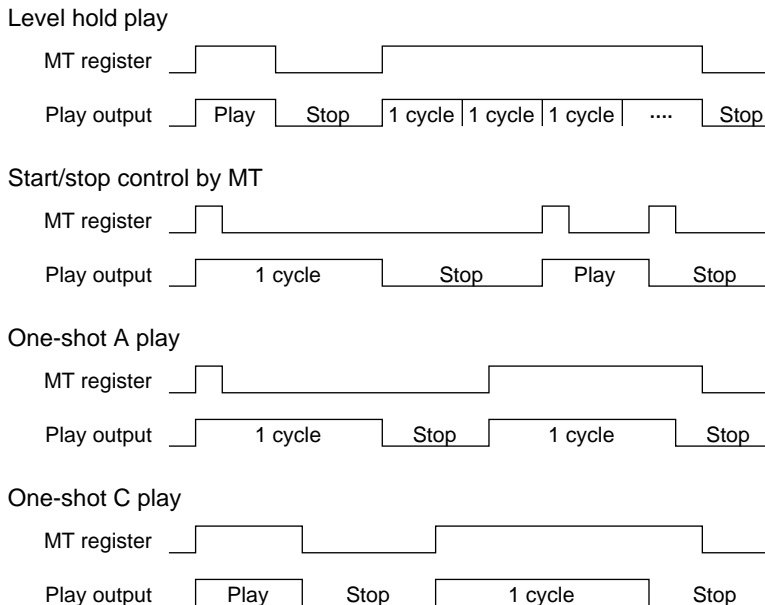 Level hold play
MT register
Play output Play Stop 1 cycle 1 cycle 1 cycle .... Stop
Start/stop control by MT
MT register
Play output 1 cycle Stop Play Stop
One-shot A play
MT register
Play output 1 cycle Stop 1 cycle Stop
One-shot C play
MT register
Play output Play Stop 1 cycle Stop